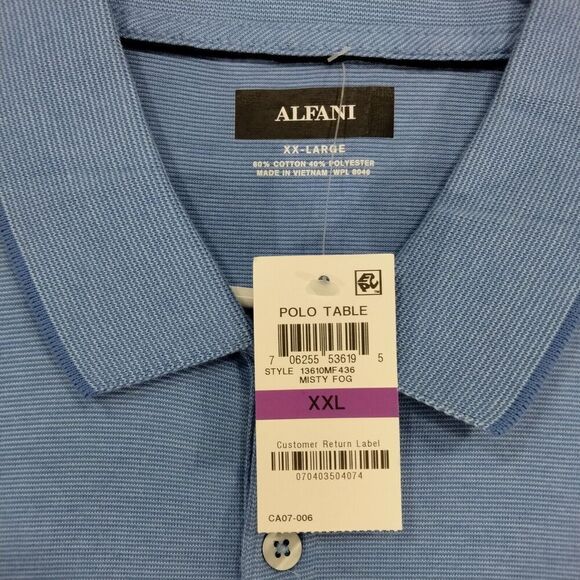 ALFANI
XX-LARGE
60% COTTON 40% POLYESTER
MADE IN VIETNAM / WPL 8046
POLO TABLE
7 06255 53619 5
STYLE 13610MF436
MISTY FOG
XXL
Customer Return Label
070403504074
CA07-006